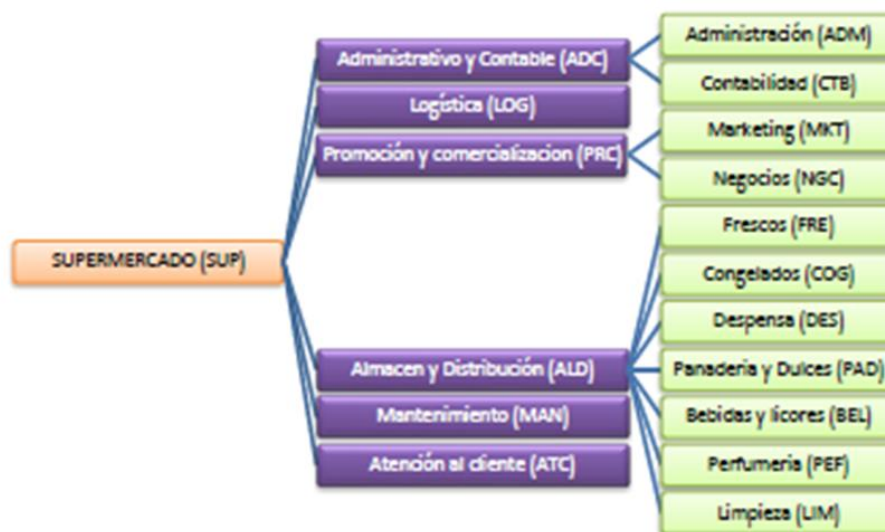 SUPERMERCADO (SUP)
Administrativo y Contable (ADC)
Administración (ADM)
Contabilidad (CTB)
Logística (LOG)
Promoción y comercializacion (PRC)
Marketing (MKT)
Negocios (NGC)
Almacen y Distribución (ALD)
Frescos (FRE)
Congelados (COG)
Despensa (DES)
Panaderia y Dulces (PAD)
Bebidas y licores (BEL)
Perfumeria (PEF)
Limpieza (LIM)
Mantenimiento (MAN)
Atención al cliente (ATC)